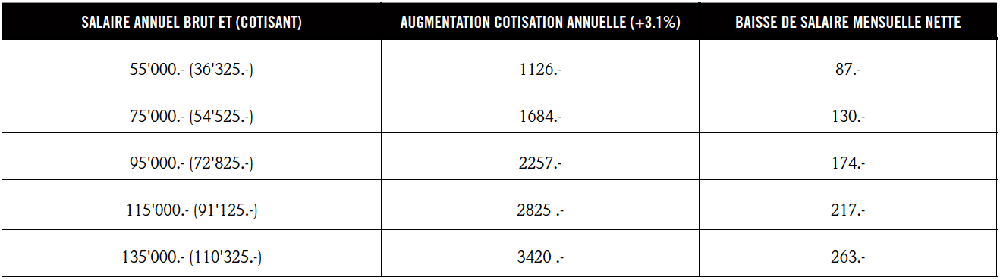 SALAIRE ANNUEL BRUT ET (COTISANT) AUGMENTATION COTISATION ANNUELLE (+3.1%) BAISSE DE SALAIRE MENSUELLE NETTE
55'000.- (36'325.-) 1126.- 87.-
75'000.- (54'525.-) 1684.- 130.-
95'000.- (72'825.-) 2257.- 174.-
115'000.- (91'125.-) 2825 .- 217.-
135'000.- (110'325.-) 3420 .- 263.-